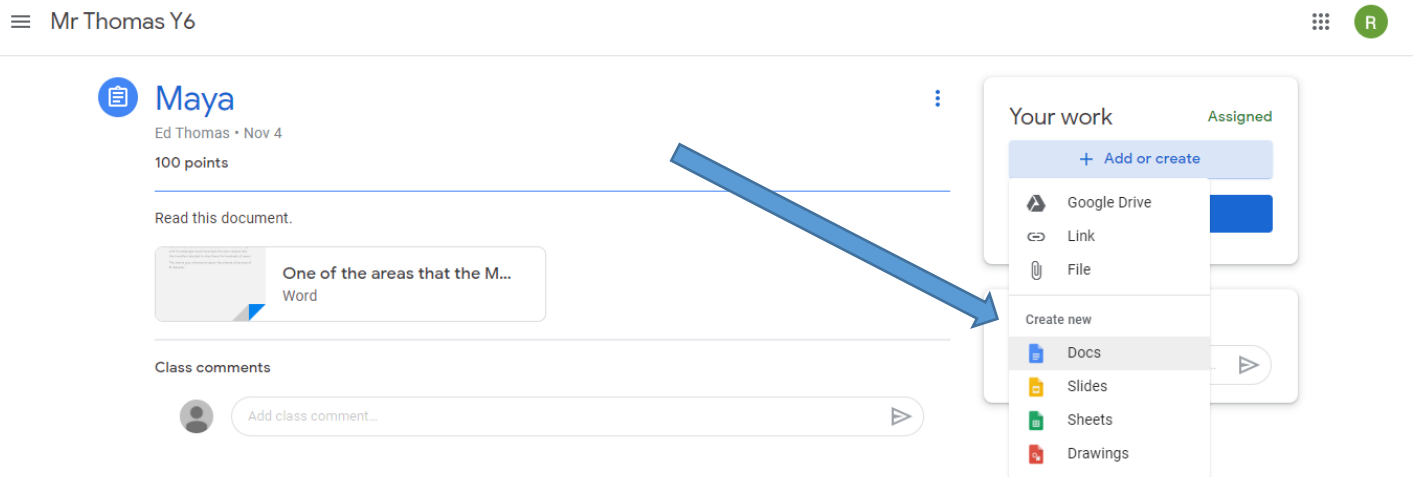 Mr Thomas Y6
R
Maya
Ed Thomas • Nov 4
100 points
Read this document.
One of the areas that the M...
Word
Class comments
Add class comment...
Your work
Assigned
+ Add or create
Google Drive
Link
File
Create new
Docs
Slides
Sheets
Drawings